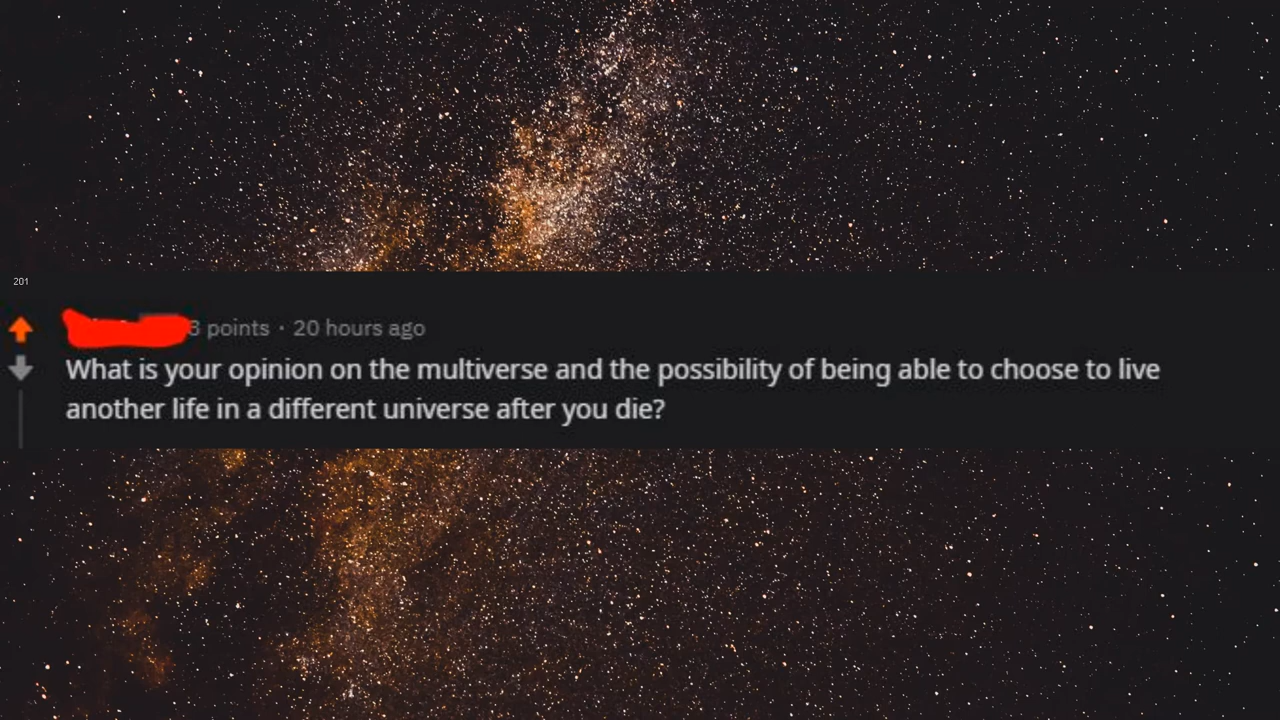 201
3 points · 20 hours ago
What is your opinion on the multiverse and the possibility of being able to choose to live
another life in a different universe after you die?